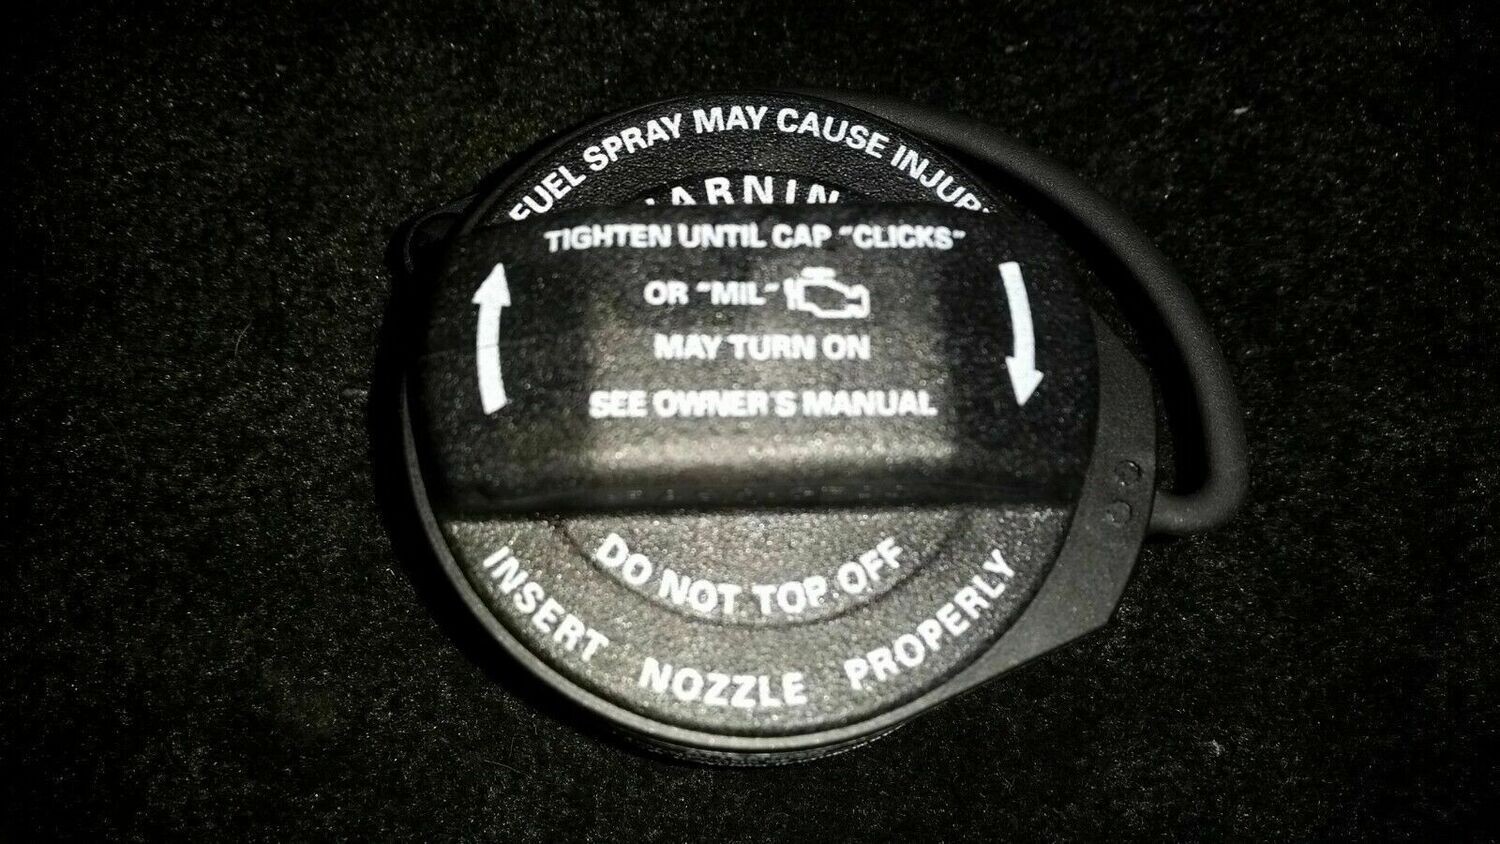 FUEL SPRAY MAY CAUSE INJURY
WARNING
TIGHTEN UNTIL CAP "CLICKS"
OR "MIL"
MAY TURN ON
SEE OWNER'S MANUAL
DO NOT TOP OFF
INSERT NOZZLE PROPERLY